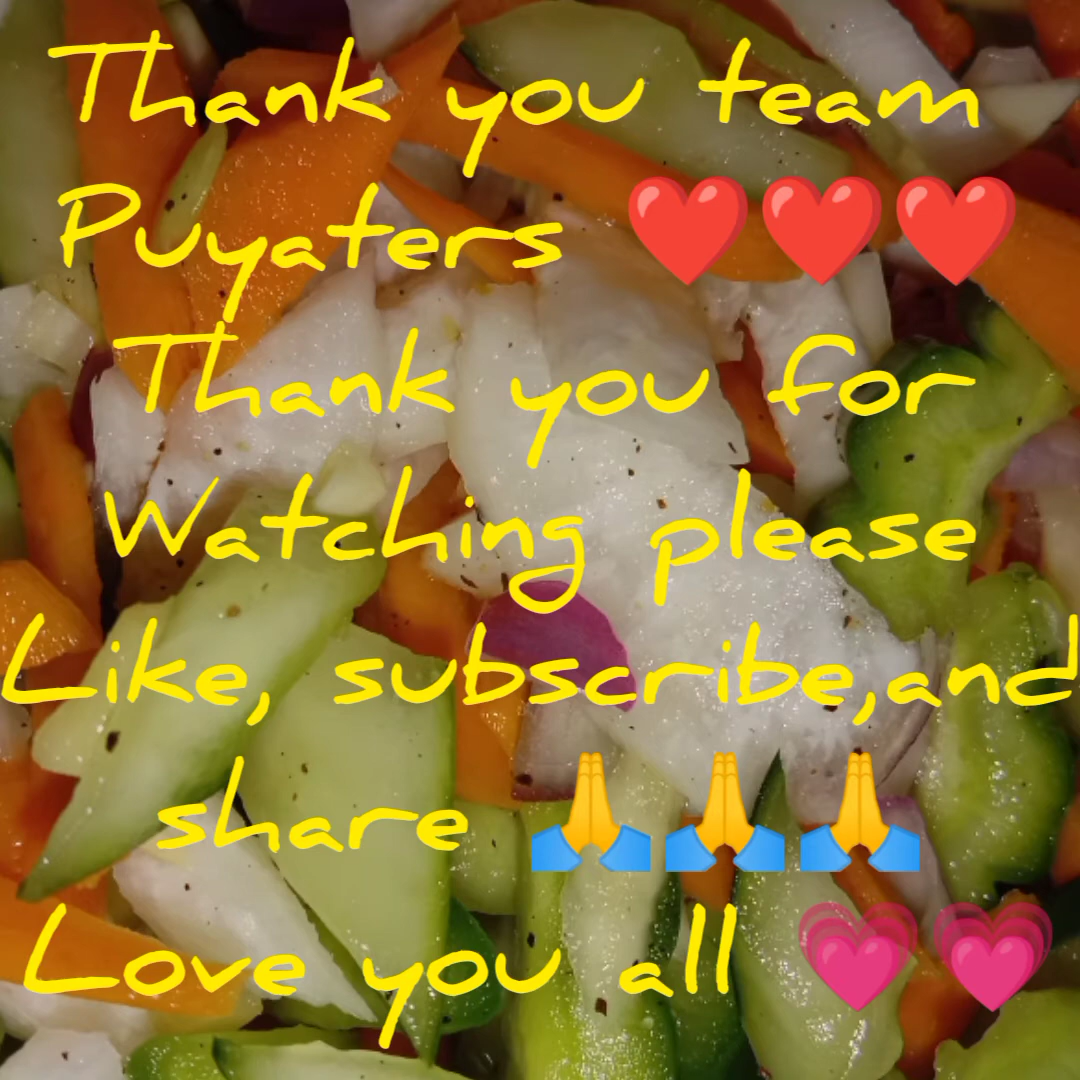 Thank you team
Puyaters ❤️❤️❤️
Thank you for
Watching please
Like, subscribe,and
share 🙏🙏🙏
Love you all 💗💗